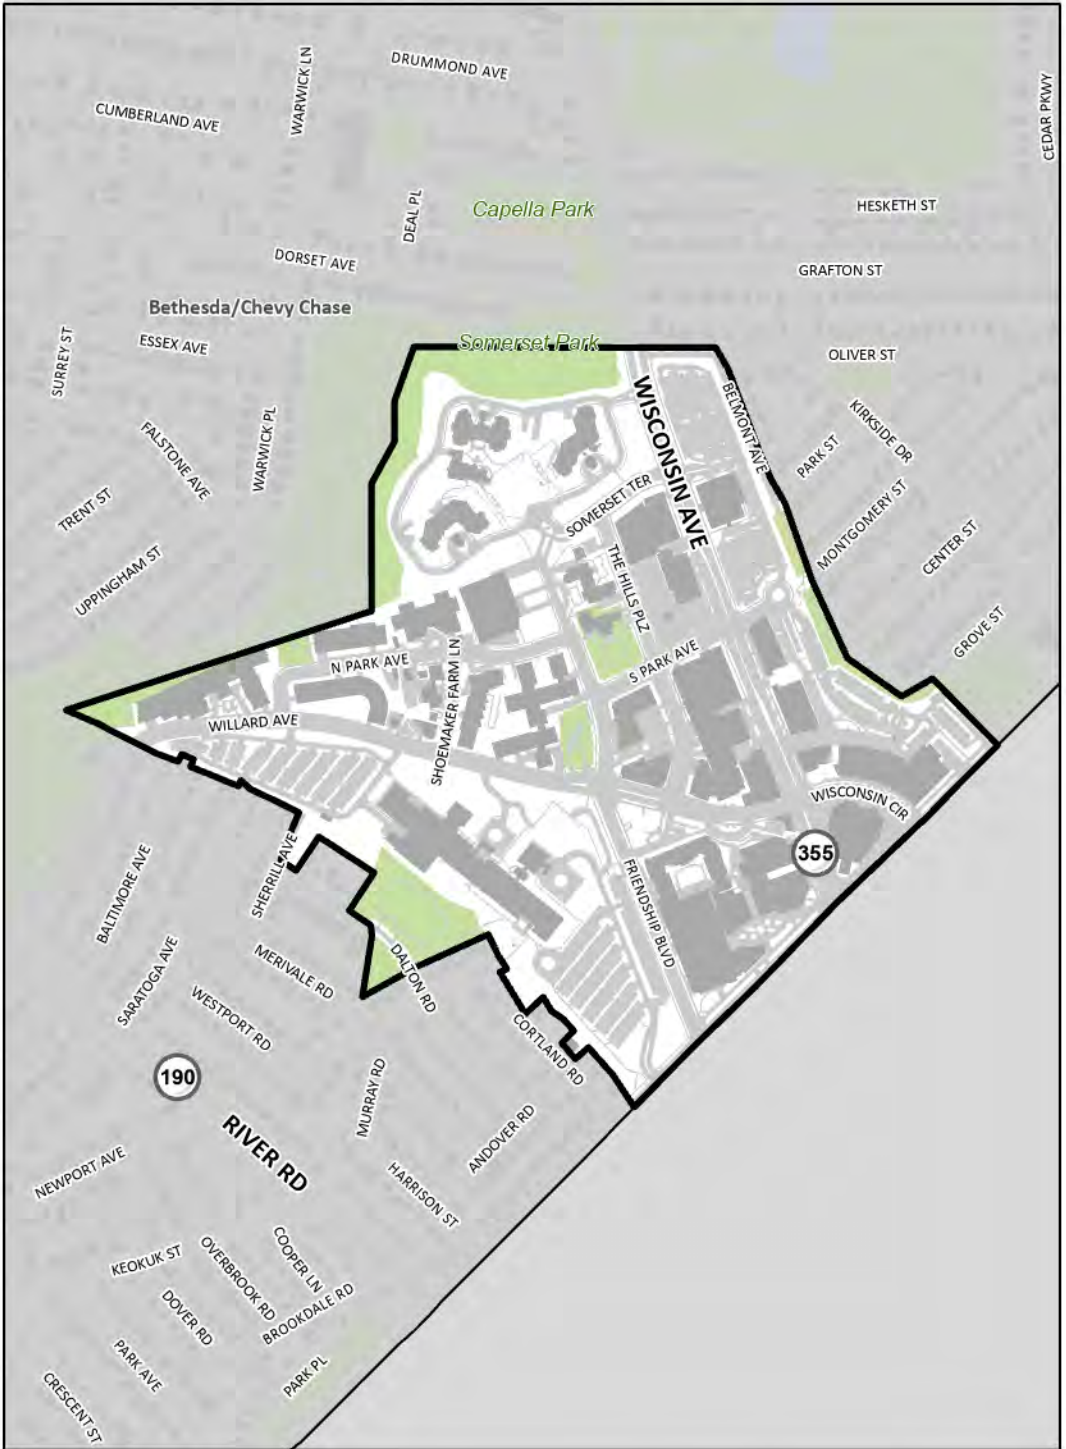 DRUMMOND AVE
WARWICK LN
CEDAR PKWY
CUMBERLAND AVE
DEAL PL
Capella Park
HESKETH ST
DORSET AVE
GRAFTON ST
Bethesda/Chevy Chase
SURREY ST
ESSEX AVE
Somerset Park
OLIVER ST
WISCONSIN AVE
BELMONT AVE
KIRKSIDE DR
WARWICK PL
FALSTONE AVE
PARK ST
TRENT ST
SOMERSET TER
MONTGOMERY ST
CENTER ST
UPPINGHAM ST
THE HILLS PLZ
GROVE ST
N PARK AVE
SHOEMAKER FARM LN
S PARK AVE
WILLARD AVE
WISCONSIN CIR
355
SHERRILL AVE
BALTIMORE AVE
FRIENDSHIP BLVD
SARATOGA AVE
MERIVALE RD
DALTON RD
WESTPORT RD
CORTLAND RD
190
MURRAY RD
RIVER RD
ANDOVER RD
NEWPORT AVE
HARRISON ST
KEOKUK ST
OVERBROOK RD
COOPER LN
DOVER RD
BROOKDALE RD
PARK AVE
PARK PL
CRESCENT ST